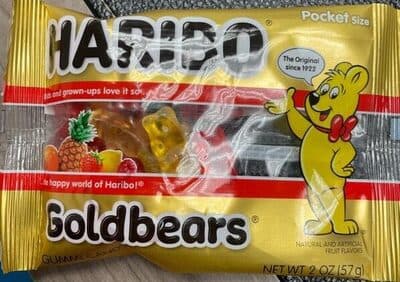 Pocket Size
HARIBO®
The Original
since 1922
and grown-ups love it so
happy world of Haribo!®
Goldbears®
NATURAL AND ARTIFICIAL
FRUIT FLAVORS
NET WT 2 OZ (57g)